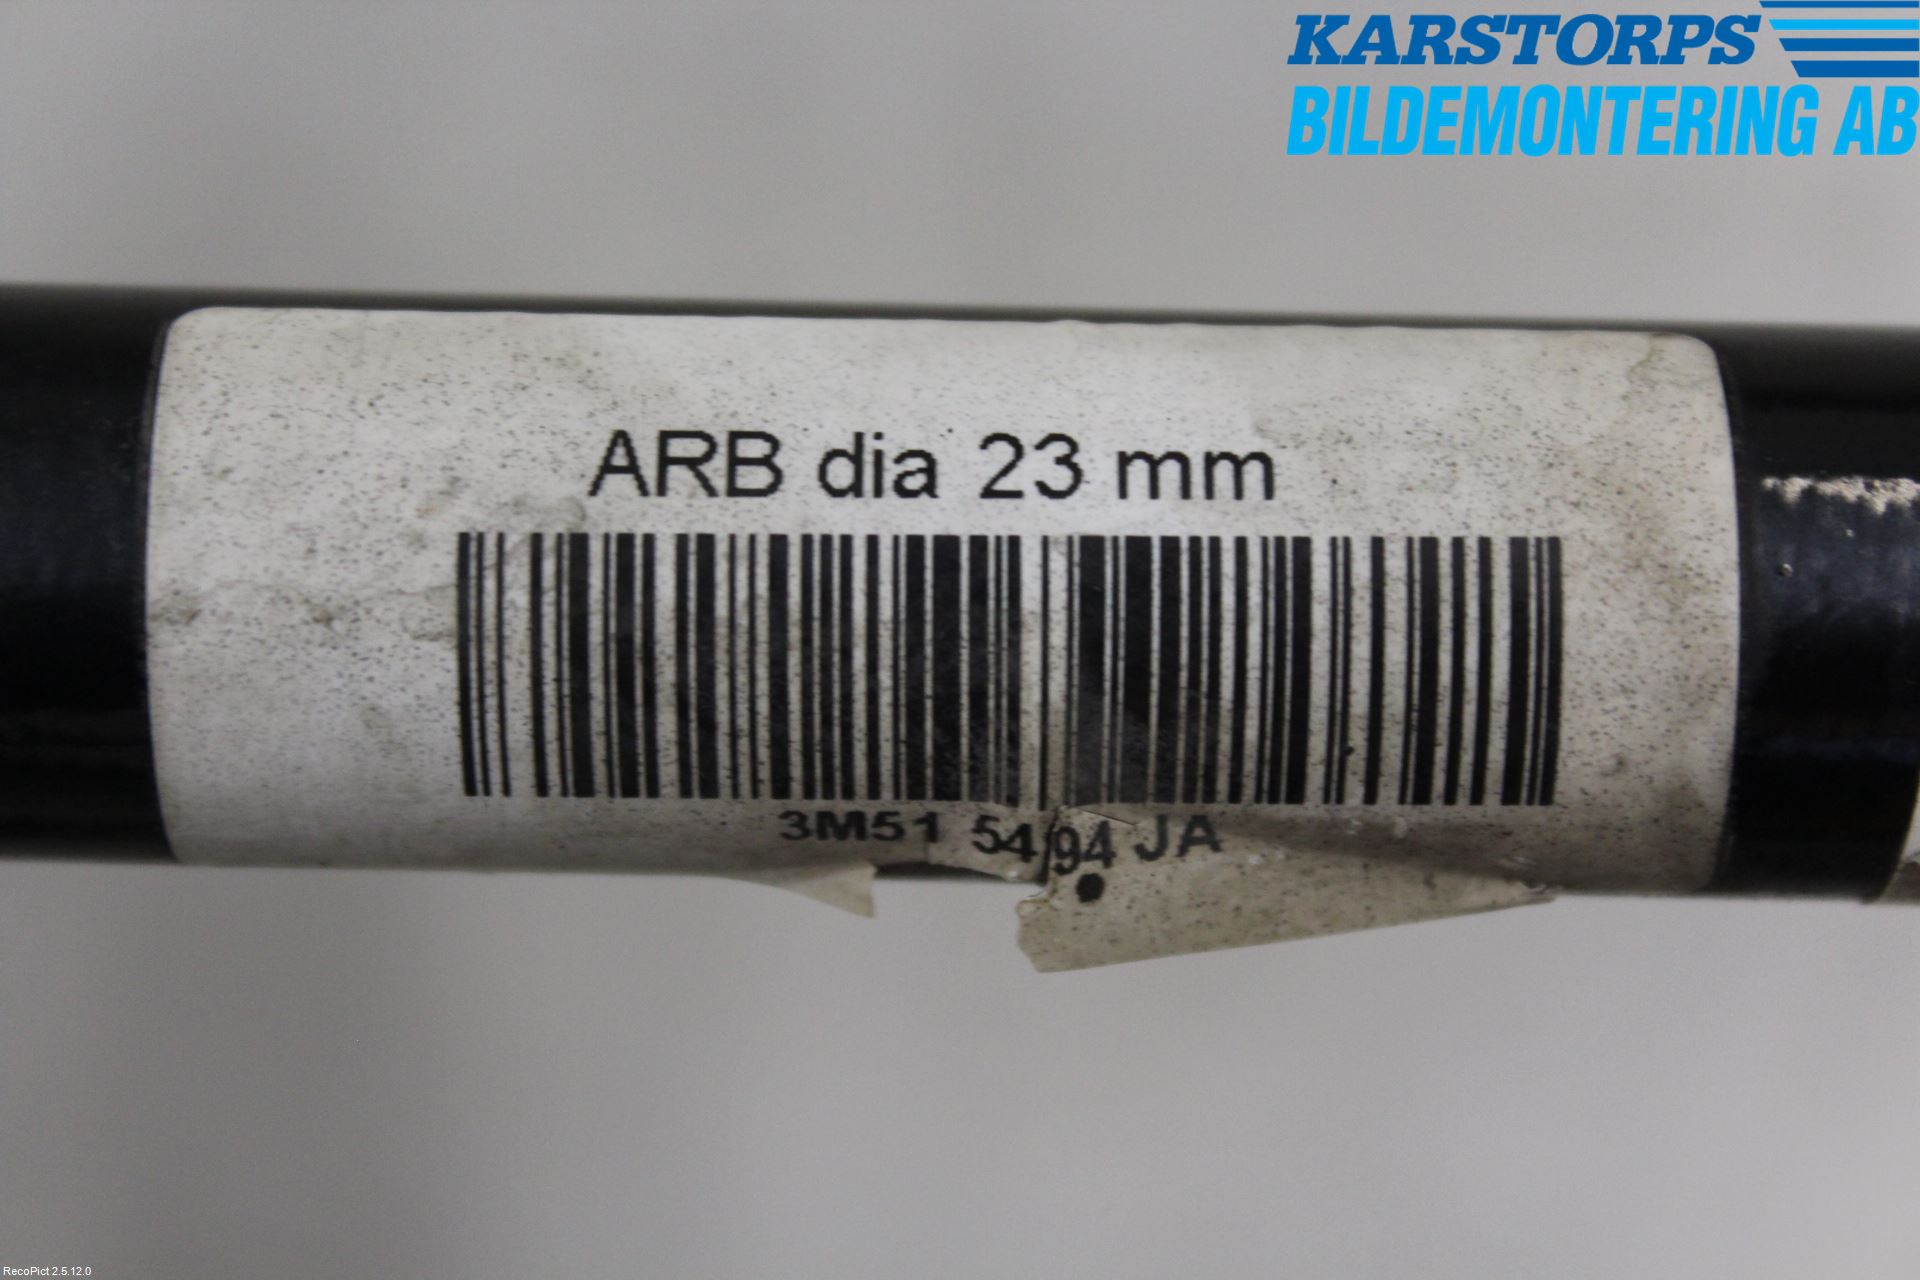 KARSTORPS
BILDEMONTERING AB
ARB dia 23 mm
3M51 5494 JA
RecoPict 2.5.12.0